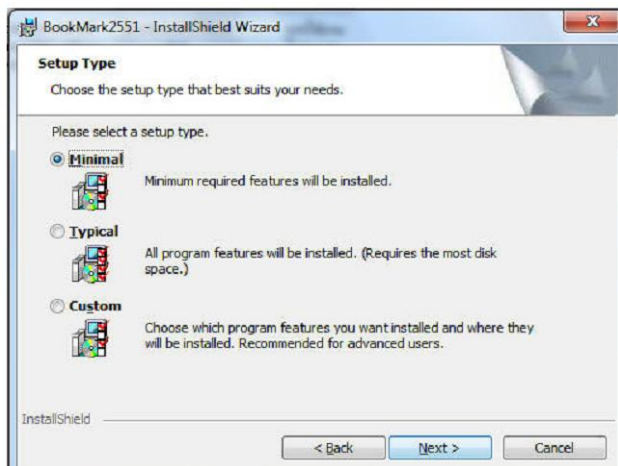 BookMark2551 - InstallShield Wizard
Setup Type
Choose the setup type that best suits your needs.
Please select a setup type.
Minimal
Minimum required features will be installed.
Typical
All program features will be installed. (Requires the most disk
space.)
Custom
Choose which program features you want installed and where they
will be installed. Recommended for advanced users.
InstallShield
< Back
Next >
Cancel